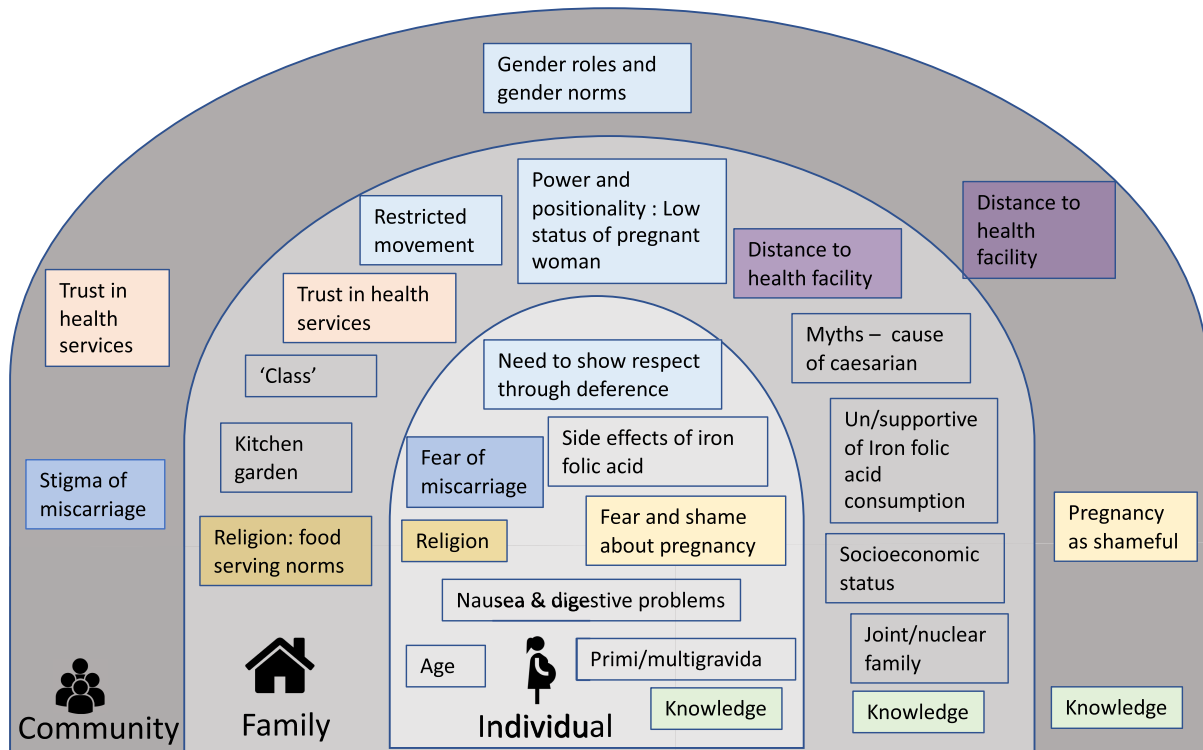 Gender roles and
gender norms
Power and
positionality : Low
status of pregnant
woman
Restricted
movement
Distance to
health
facility
Distance to
health facility
Trust in
health
services
Trust in health
services
Myths – cause
of caesarian
Need to show respect
through deference
‘Class’
Un/supportive
of Iron folic
acid
consumption
Kitchen
garden
Side effects of iron
folic acid
Fear of
miscarriage
Stigma of
miscarriage
Fear and shame
about pregnancy
Pregnancy
as shameful
Religion: food
serving norms
Religion
Socioeconomic
status
Nausea & digestive problems
Joint/nuclear
family
Age
Primi/multigravida
Knowledge
Knowledge
Knowledge
Community
Family
Individual